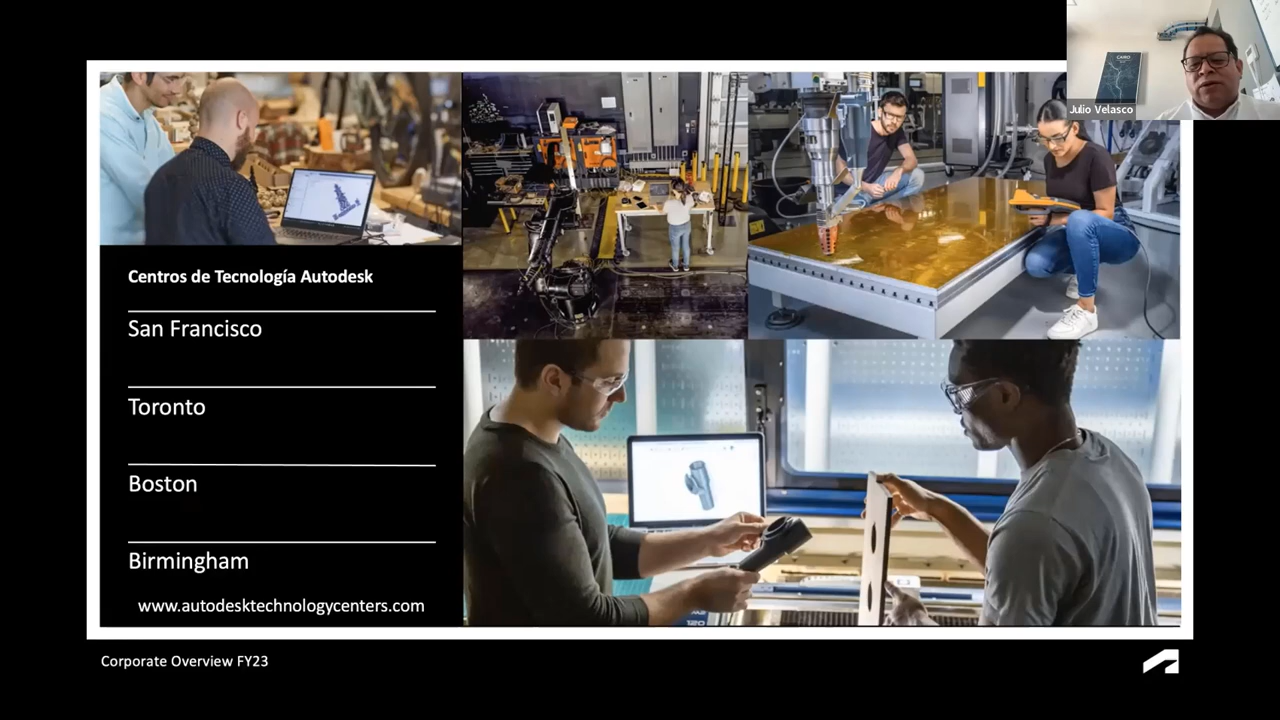 Julio Velasco
Centros de Tecnología Autodesk
San Francisco
Toronto
Boston
Birmingham
www.autodesktechnologycenters.com
Corporate Overview FY23